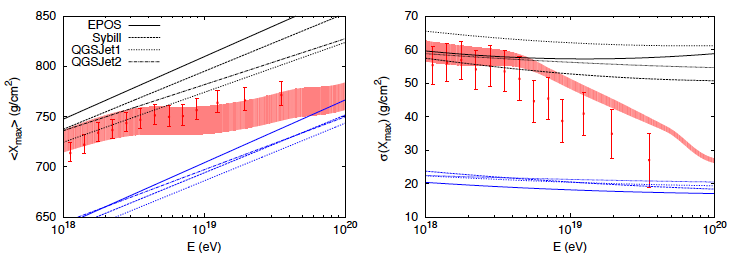 EPOS
Sybill
QGSJet1
QGSJet2
850
800
750
700
650
<Xmax> (g/cm2)
10^18
10^19
10^20
E (eV)
70
60
50
40
30
20
10
σ(Xmax) (g/cm2)
10^18
10^19
10^20
E (eV)